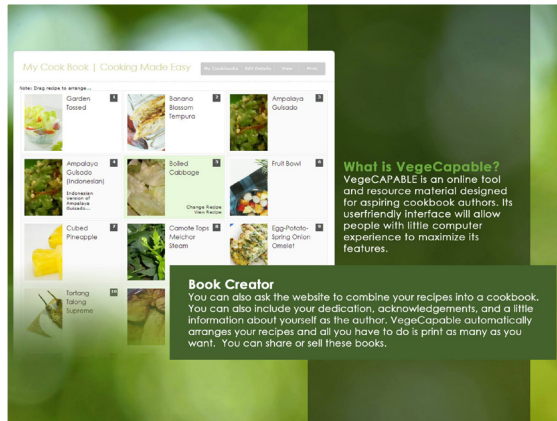 My Cook Book | Cooking Made Easy
My Cookbooks Edit Details View Print
Note: Drag recipe to arrange...
Garden Tossed
1
Banana Blossom Tempura
2
Ampalaya Guisado
3
Ampalaya Guisado (Indonesian)
4
Indonesian version of Ampalaya Guisado...
Boiled Cabbage
5
Change Recipe
View Recipe
Fruit Bowl
6
Cubed Pineapple
7
Camote Tops Melchor Steam
8
Egg-Potato-Spring Onion Omelet
9
Tortang Talong Supreme
10
What is VegeCapable?
VegeCAPABLE is an online tool
and resource material designed
for aspiring cookbook authors. Its
userfriendly interface will allow
people with little computer
experience to maximize its
features.
Book Creator
You can also ask the website to combine your recipes into a cookbook.
You can also include your dedication, acknowledgements, and a little
information about yourself as the author. VegeCapable automatically
arranges your recipes and all you have to do is print as many as you
want. You can share or sell these books.